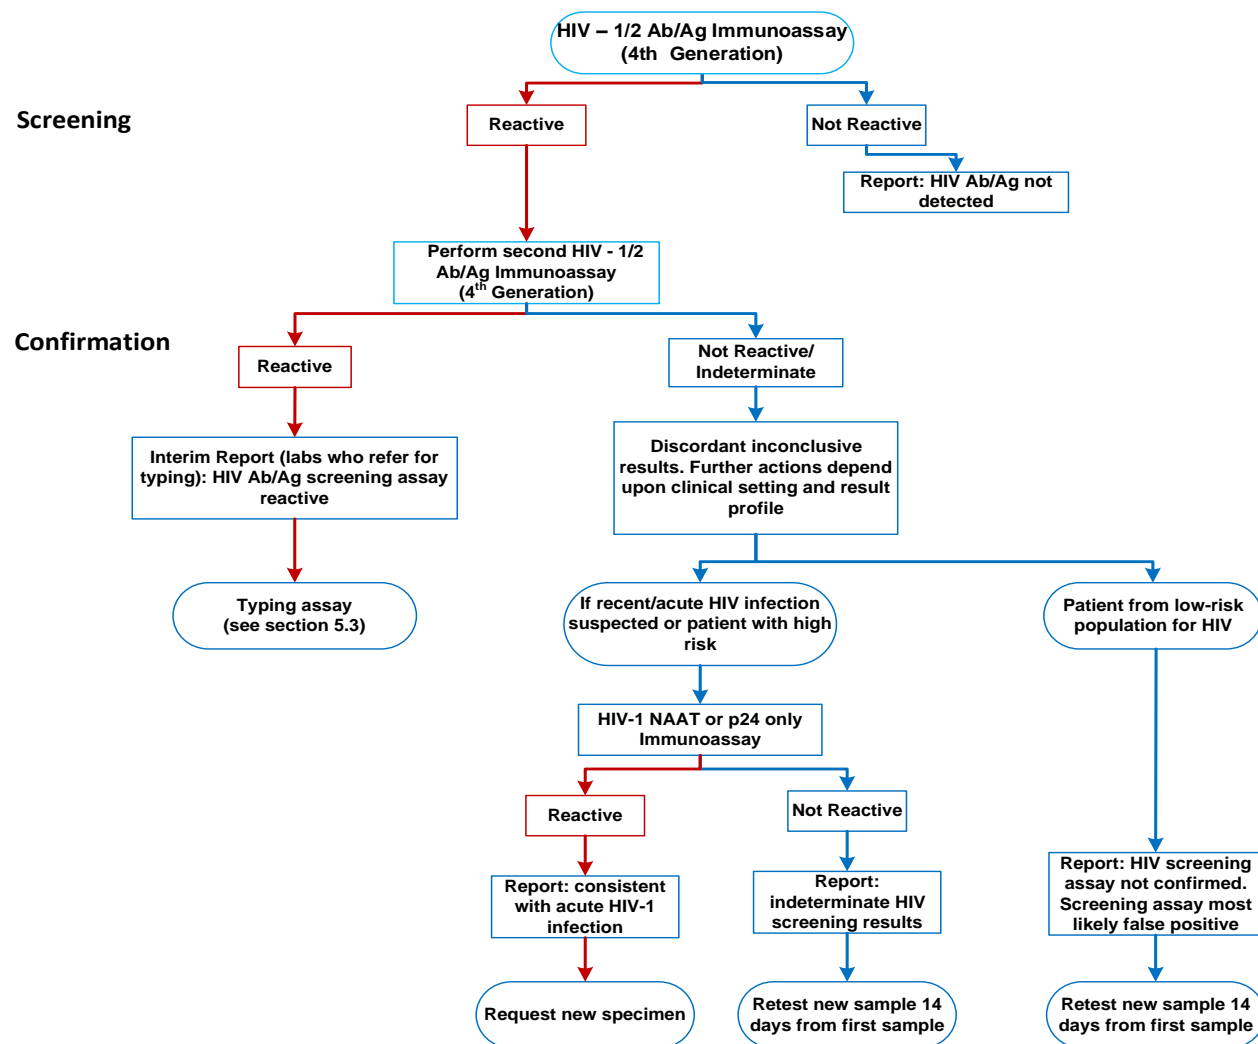 HIV – 1/2 Ab/Ag Immunoassay
(4th Generation)
Screening
Reactive
Not Reactive
Report: HIV Ab/Ag not
detected
Perform second HIV - 1/2
Ab/Ag Immunoassay
(4th Generation)
Confirmation
Reactive
Not Reactive/
Indeterminate
Interim Report (labs who refer for
typing): HIV Ab/Ag screening assay
reactive
Discordant inconclusive
results. Further actions depend
upon clinical setting and result
profile
Typing assay
(see section 5.3)
If recent/acute HIV infection
suspected or patient with high
risk
Patient from low-risk
population for HIV
HIV-1 NAAT or p24 only
Immunoassay
Reactive
Not Reactive
Report: consistent
with acute HIV-1
infection
Report:
indeterminate HIV
screening results
Report: HIV screening
assay not confirmed.
Screening assay most
likely false positive
Request new specimen
Retest new sample 14
days from first sample
Retest new sample 14
days from first sample